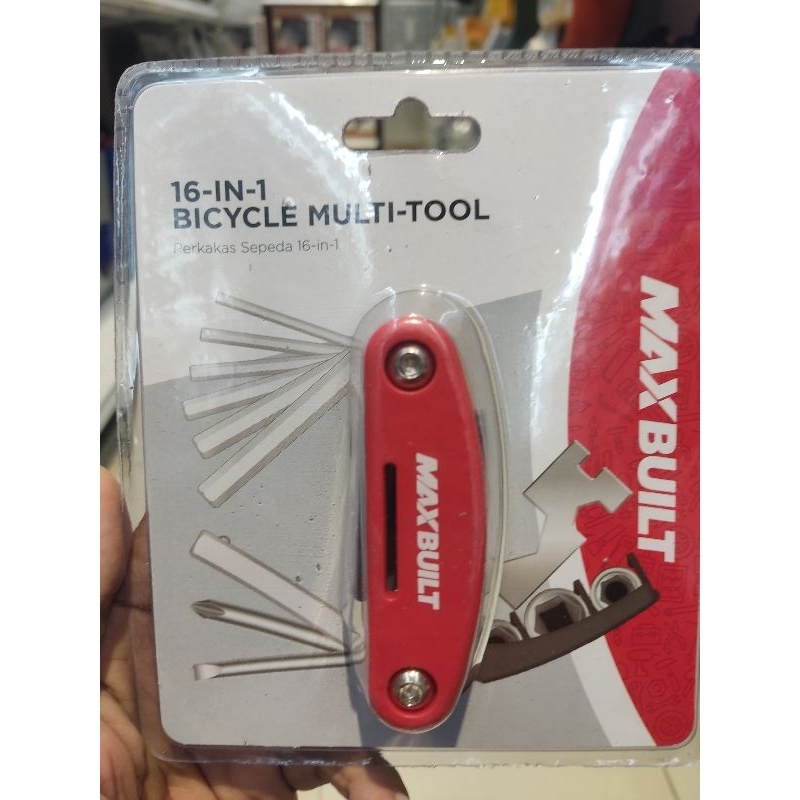 16-IN-1
BICYCLE MULTI-TOOL
Perkakas Sepeda 16-in-1
MAXBUILT
MAXBUILT